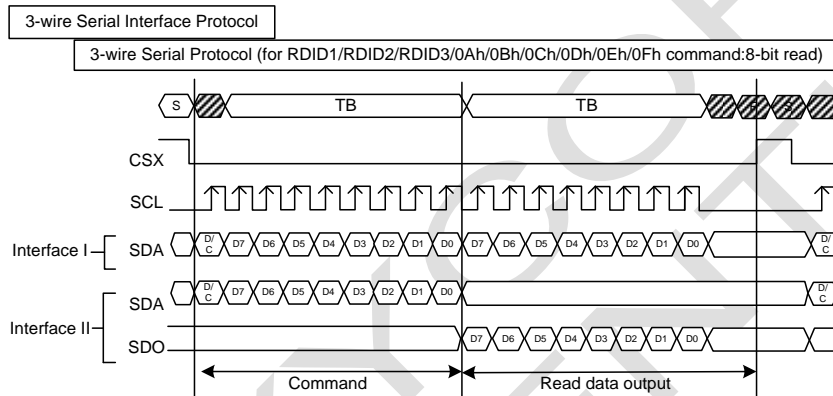 3-wire Serial Interface Protocol
3-wire Serial Protocol (for RDID1/RDID2/RDID3/0Ah/0Bh/0Ch/0Dh/0Eh/0Fh command:8-bit read)
S TB TB P S
CSX
SCL
Interface I SDA D/C D7 D6 D5 D4 D3 D2 D1 D0 D7 D6 D5 D4 D3 D2 D1 D0 D/C
SDA D/C D7 D6 D5 D4 D3 D2 D1 D0 D/C
Interface II
SDO D7 D6 D5 D4 D3 D2 D1 D0
Command Read data output